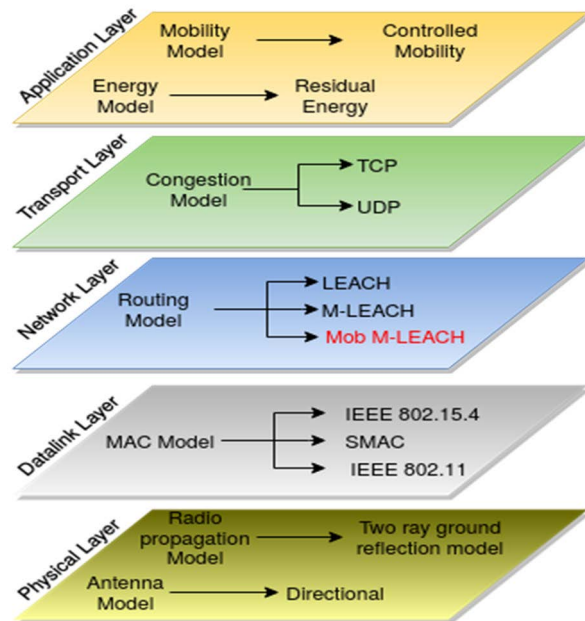 Application Layer
Mobility
Model
Controlled
Mobility
Energy
Model
Residual
Energy
Transport Layer
Congestion
Model
TCP
UDP
Network Layer
Routing
Model
LEACH
M-LEACH
Mob M-LEACH
Datalink Layer
MAC Model
IEEE 802.15.4
SMAC
IEEE 802.11
Physical Layer
Radio
propagation
Model
Two ray ground
reflection model
Antenna
Model
Directional